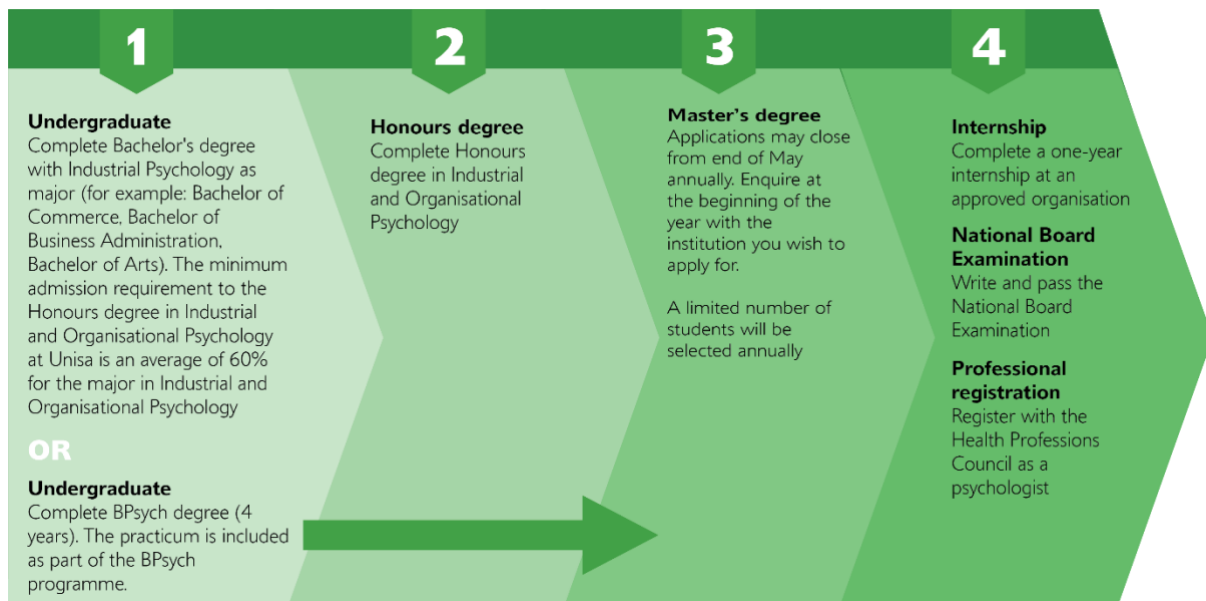 1
Undergraduate
Complete Bachelor's degree
with Industrial Psychology as
major (for example: Bachelor of
Commerce, Bachelor of
Business Administration,
Bachelor of Arts). The minimum
admission requirement to the
Honours degree in Industrial
and Organisational Psychology
at Unisa is an average of 60%
for the major in Industrial and
Organisational Psychology
OR
Undergraduate
Complete BPsych degree (4
years). The practicum is included
as part of the BPsych
programme.
2
Honours degree
Complete Honours
degree in Industrial
and Organisational
Psychology
3
Master's degree
Applications may close
from end of May
annually. Enquire at
the beginning of the
year with the
institution you wish to
apply for.
A limited number of
students will be
selected annually
4
Internship
Complete a one-year
internship at an
approved organisation
National Board
Examination
Write and pass the
National Board
Examination
Professional
registration
Register with the
Health Professions
Council as a
psychologist